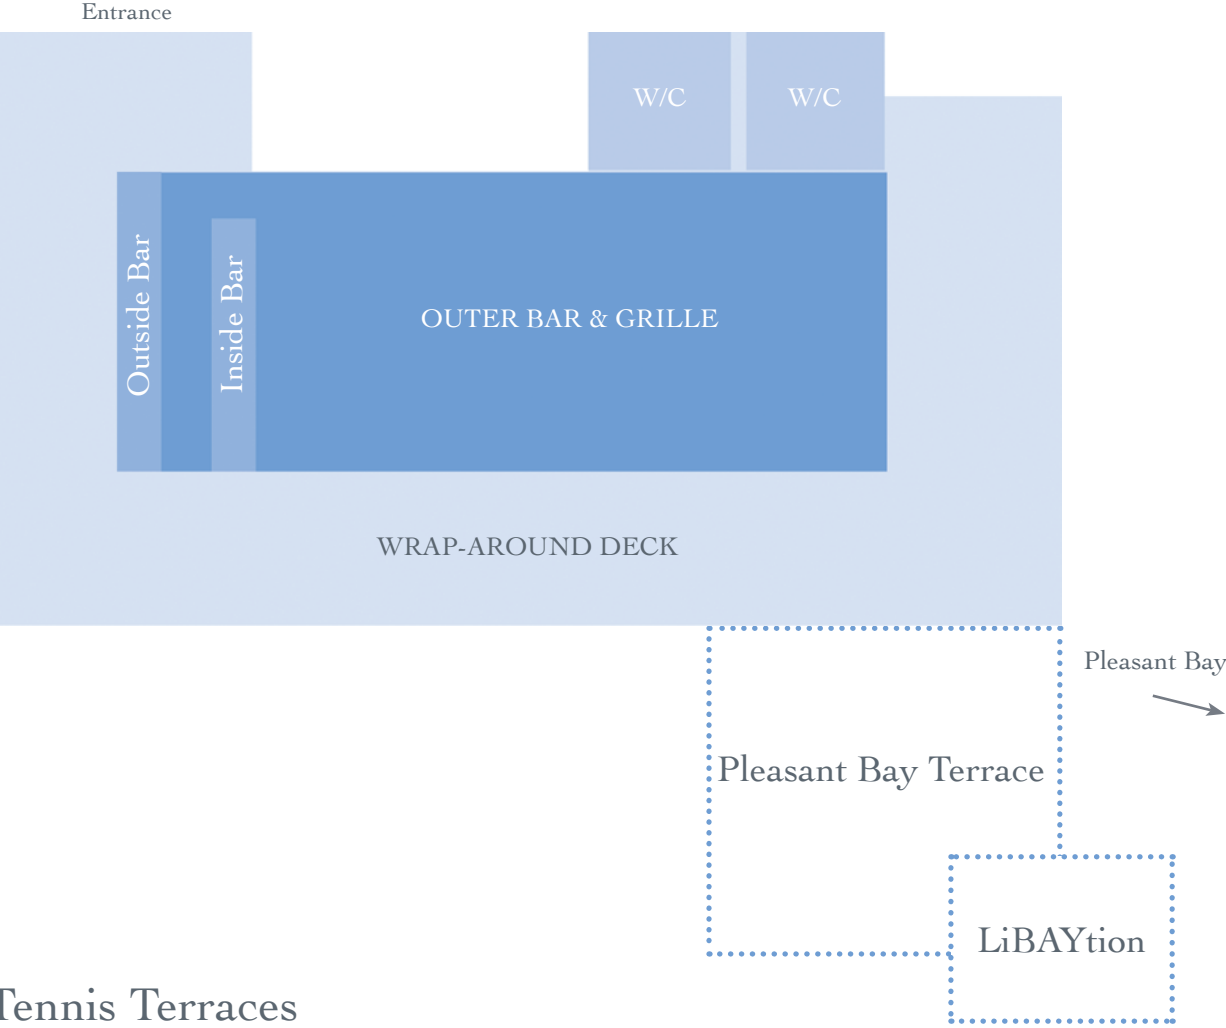 Entrance
W/C
W/C
Outside Bar
Inside Bar
OUTER BAR & GRILLE
WRAP-AROUND DECK
Pleasant Bay
Pleasant Bay Terrace
LiBAYtion
Tennis Terraces